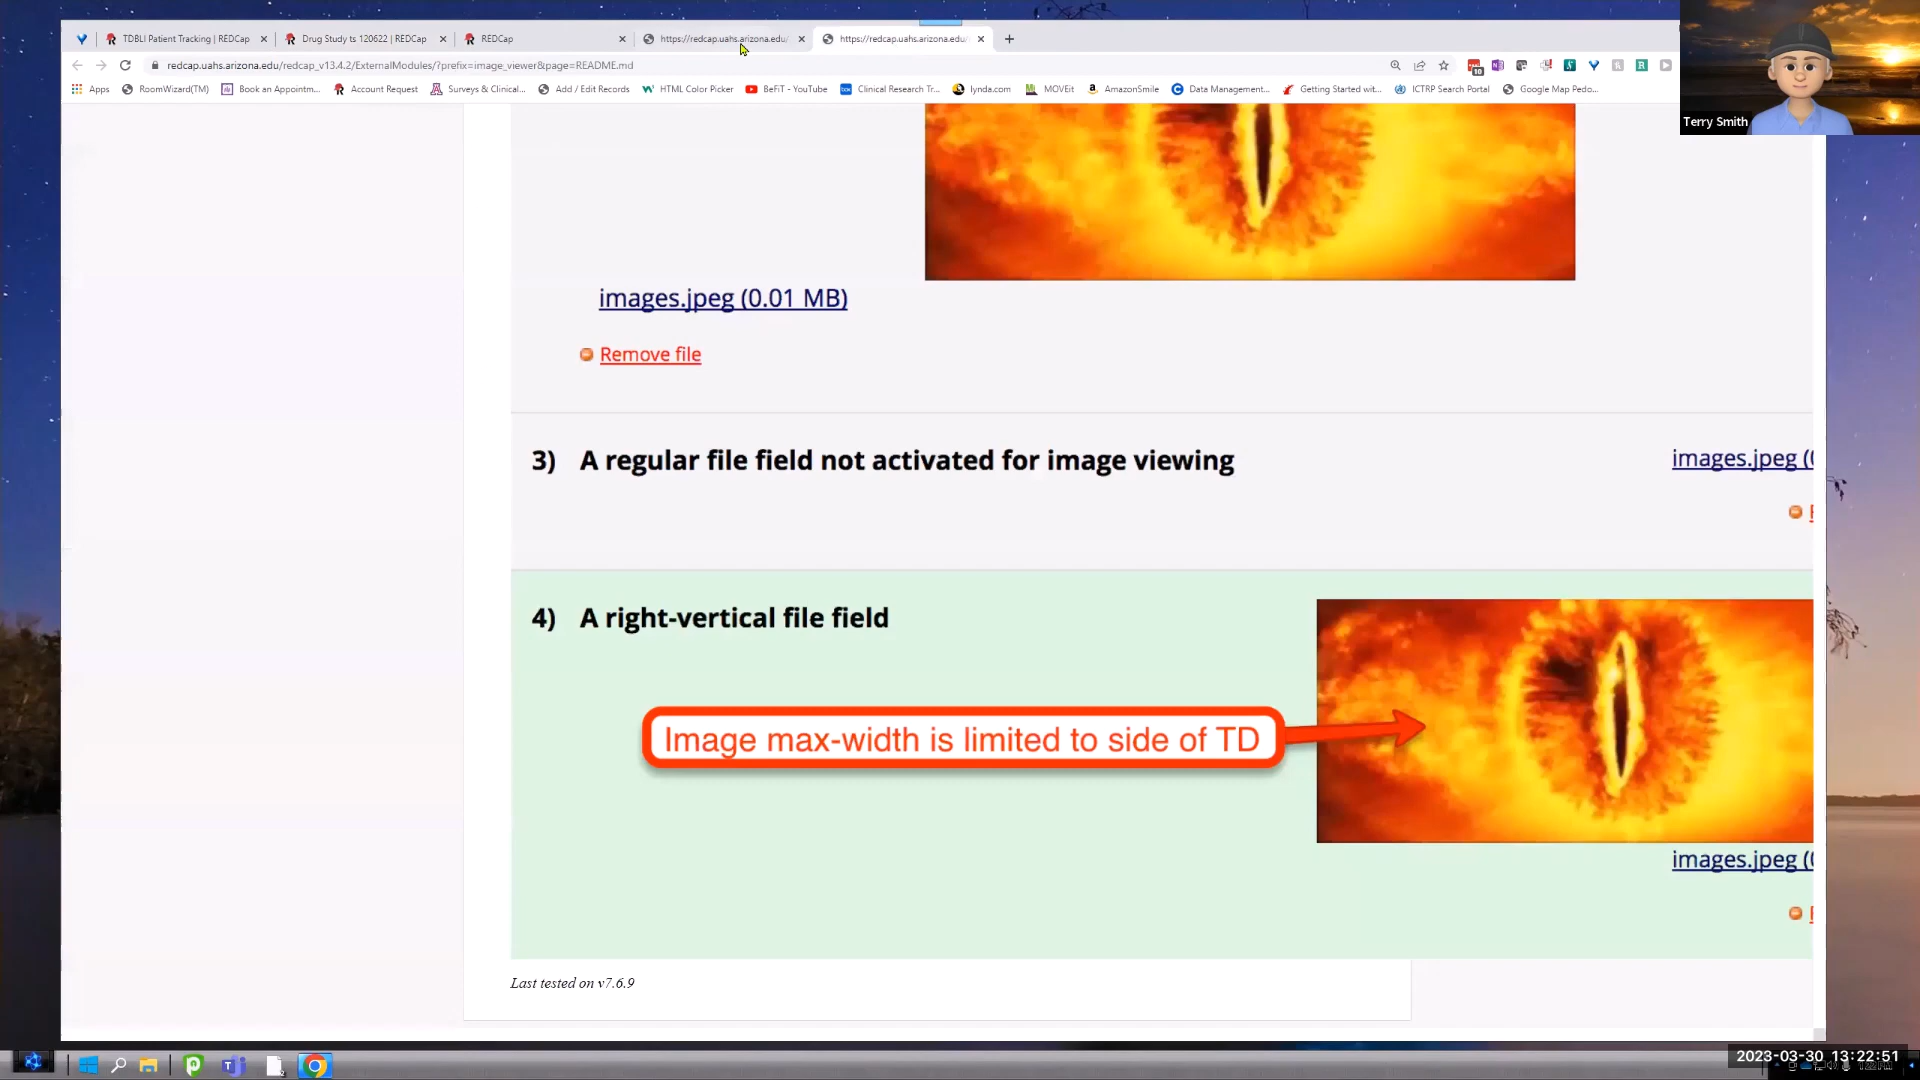 TDBLI Patient Tracking | REDCap
Drug Study ts 120622 | REDCap
REDCap
https://redcap.uahs.arizona.edu/
https://redcap.uahs.arizona.edu/
redcap.uahs.arizona.edu/redcap_v13.4.2/ExternalModules/?prefix=image_viewer&page=README.md
10
Apps
RoomWizard(TM)
Book an Appointm...
Account Request
Surveys & Clinical...
Add / Edit Records
HTML Color Picker
BeFiT - YouTube
Clinical Research Tr...
lynda.com
MOVEit
AmazonSmile
Data Management...
Getting Started wit...
ICTRP Search Portal
Google Map Pedo...
Terry Smith
images.jpeg (0.01 MB)
Remove file
3) A regular file field not activated for image viewing
images.jpeg (
4) A right-vertical file field
Image max-width is limited to side of TD
images.jpeg (
Last tested on v7.6.9
2023-03-30 13:22:51